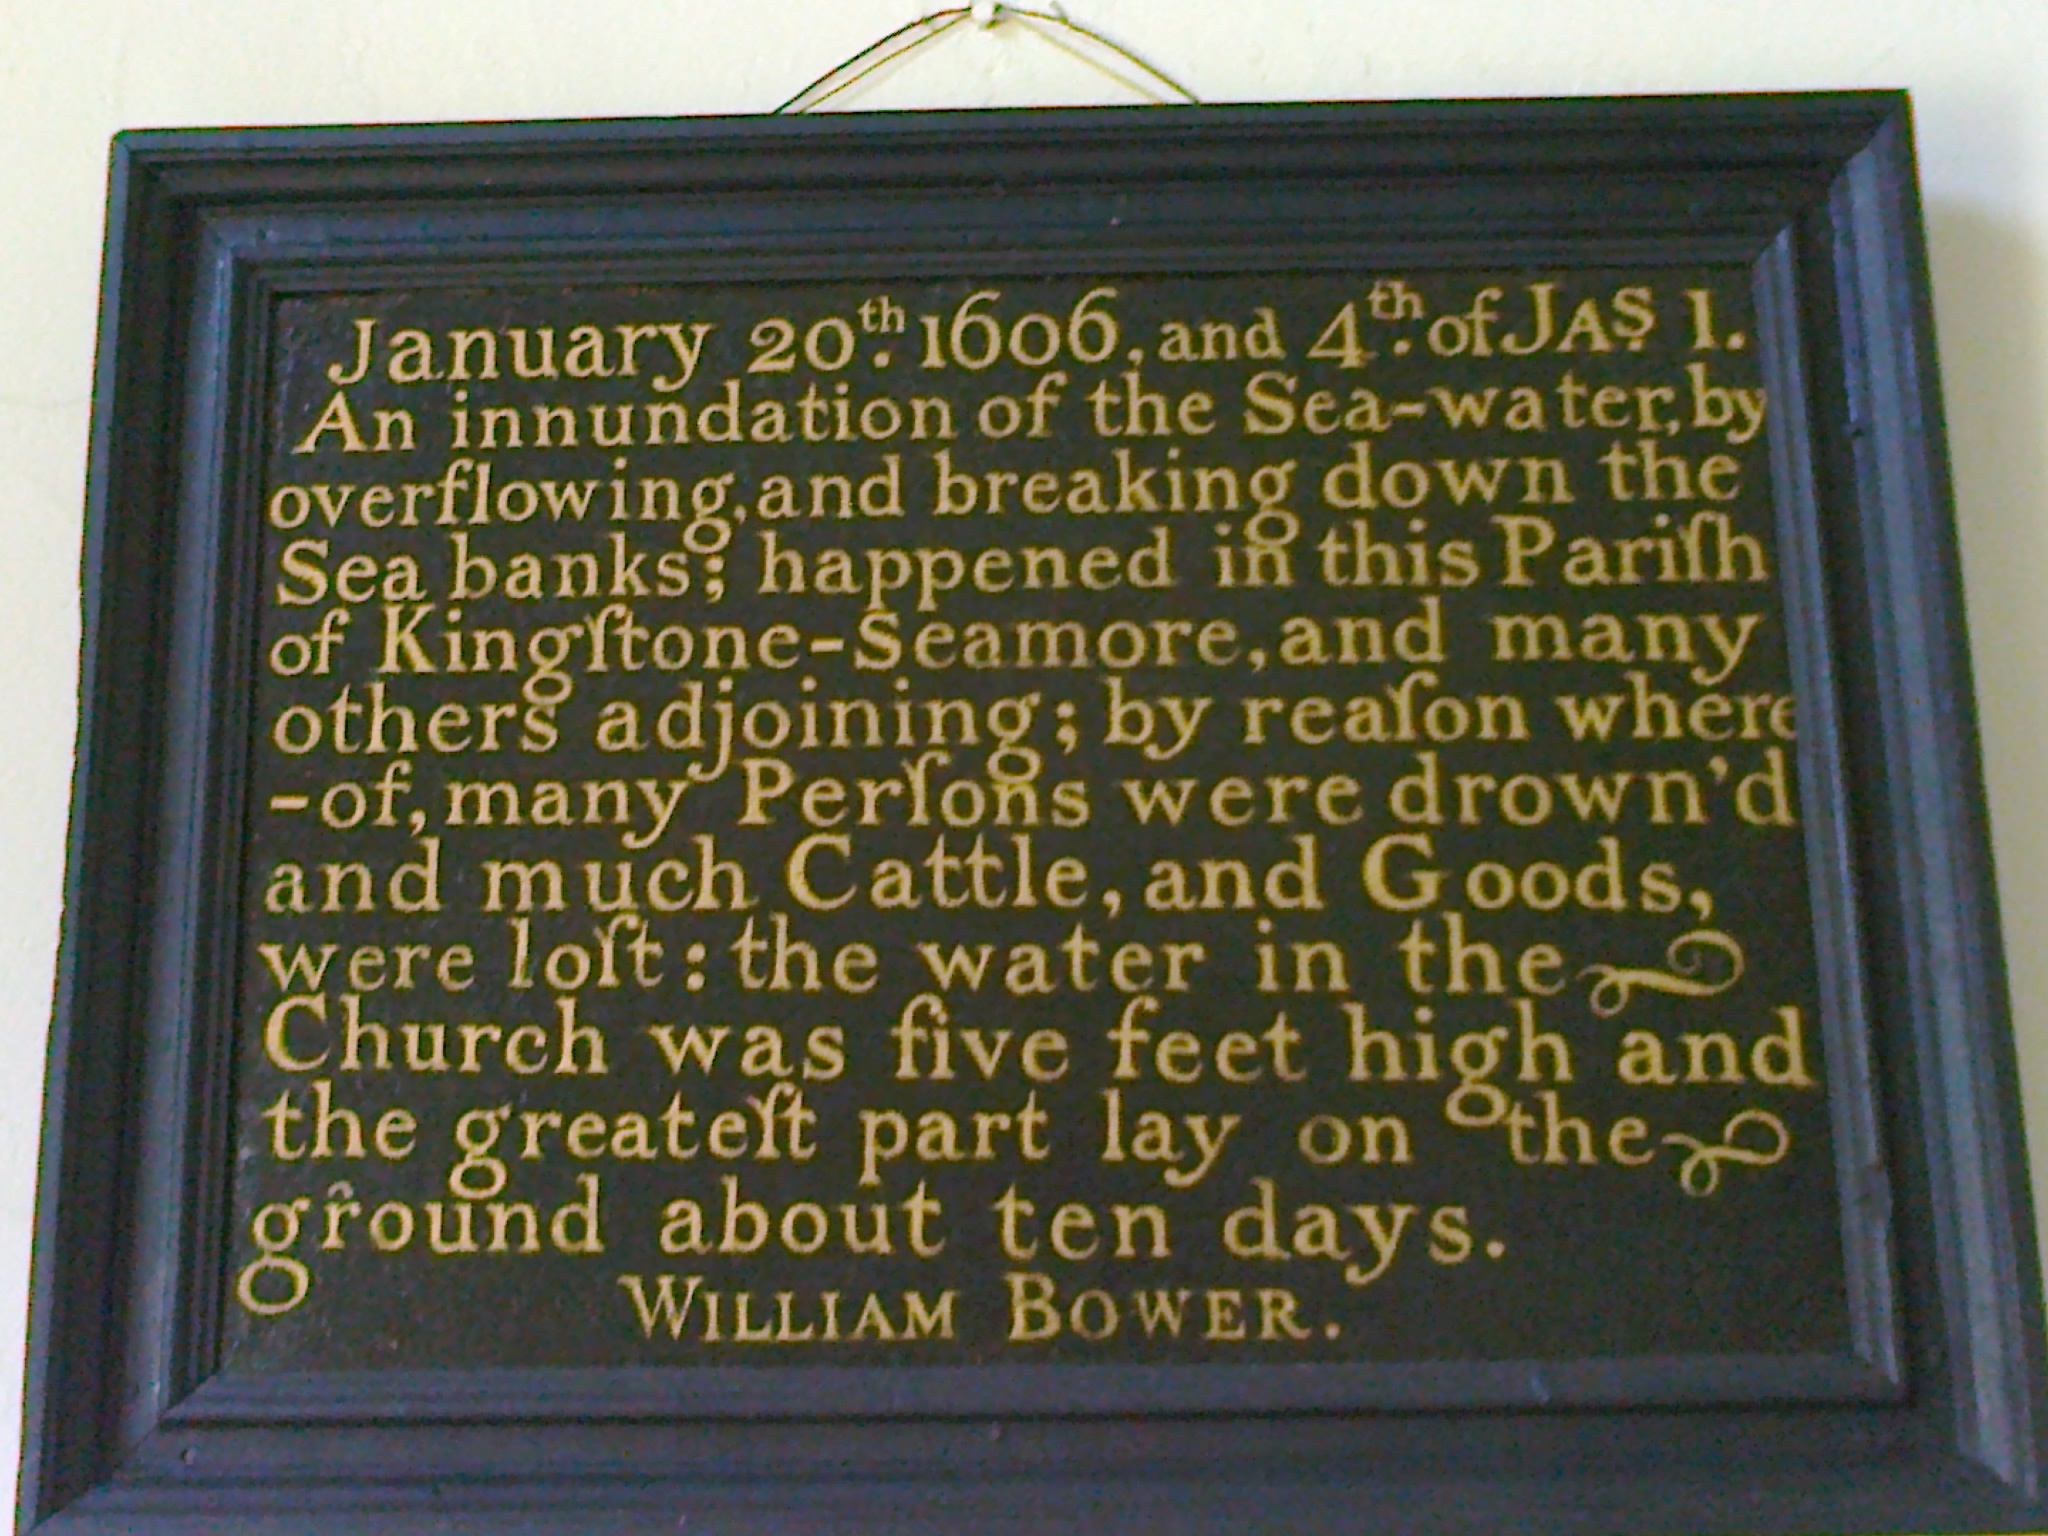 January 20th. 1606, and 4th. of JAS. 1.
An innundation of the Sea-water, by
overflowing, and breaking down the
Sea banks; happened in this Pariſh
of Kingſtone-Seamore, and many
others adjoining; by reaſon where
-of, many Perſons were drown'd
and much Cattle, and Goods,
were loſt: the water in the
Church was five feet high and
the greateſt part lay on the
ground about ten days.
WILLIAM BOWER.